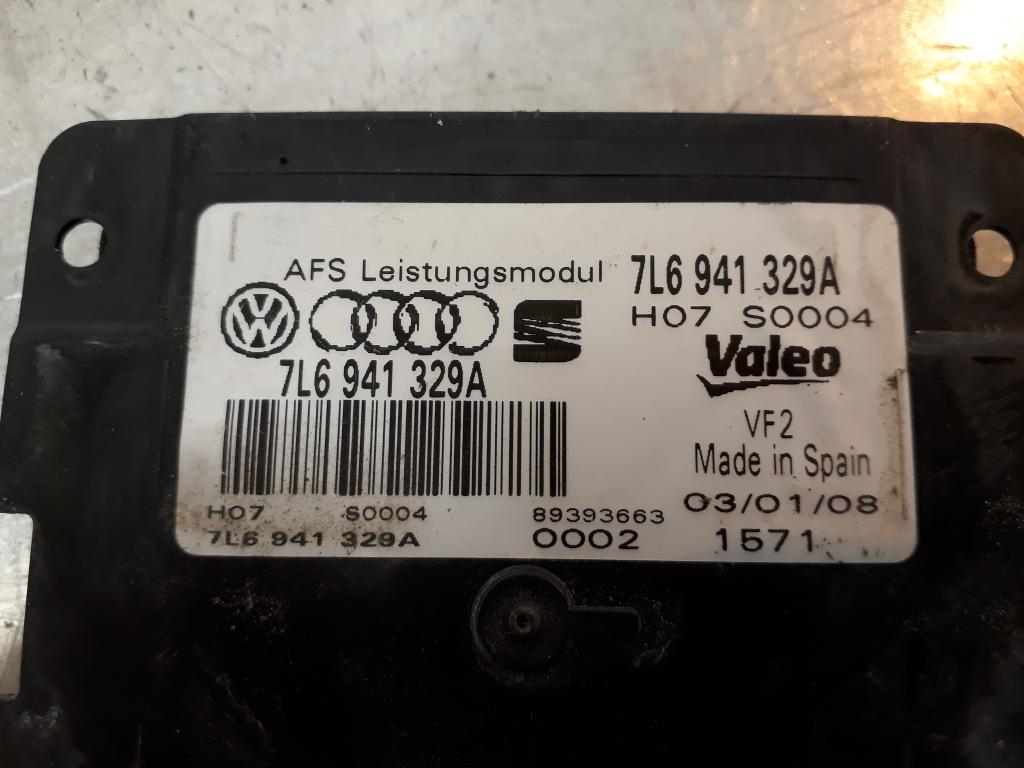 AFS Leistungsmodul
7L6 941 329A
H07 S0004
Valeo
7L6 941 329A
VF2
Made in Spain
03/01/08
H07 S0004 89393663
7L6 941 329A 0002 1571